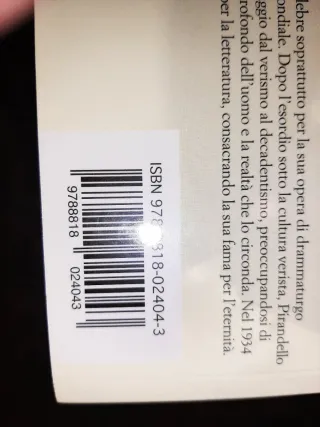 lebre soprattutto per la sua opera di drammaturgo
ondiale. Dopo l'esordio sotto la cultura verista, Pirandello
ggio dal verismo al decadentismo, preoccupandosi di
rofondo dell'uomo e la realtà che lo circonda. Nel 1934
per la letteratura, consacrando la sua fama per l'eternità.
ISBN 978 818-02404-3
9788818 024043